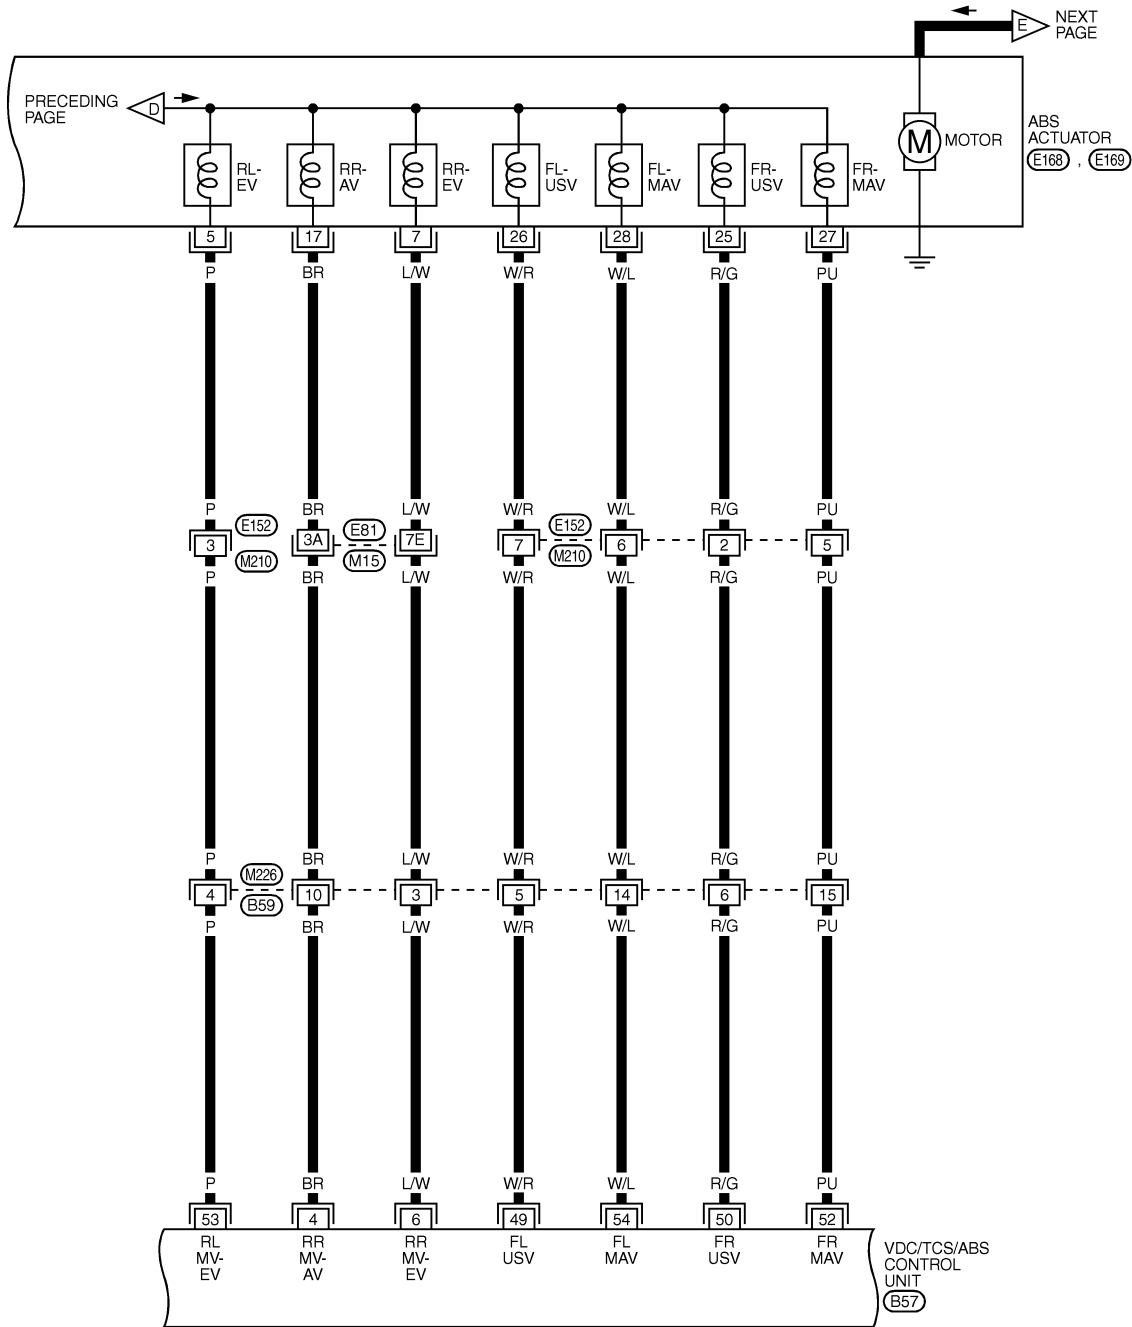 NEXT
PAGE
E
PRECEDING
PAGE
D
M
MOTOR
ABS
ACTUATOR
E168 , E169
RL-
EV
RR-
AV
RR-
EV
FL-
USV
FL-
MAV
FR-
USV
FR-
MAV
5 17 7 26 28 25 27
P BR L/W W/R W/L R/G PU
P BR L/W W/R W/L R/G PU
E152 E81 E152
3 3A 7E 7 6 2 5
M210 M15 M210
P BR L/W W/R W/L R/G PU
P BR L/W W/R W/L R/G PU
M226
4 10 3 5 14 6 15
B59
P BR L/W W/R W/L R/G PU
P BR L/W W/R W/L R/G PU
53 4 6 49 54 50 52
RL
MV-
EV
RR
MV-
AV
RR
MV-
EV
FL
USV
FL
MAV
FR
USV
FR
MAV
VDC/TCS/ABS
CONTROL
UNIT
B57